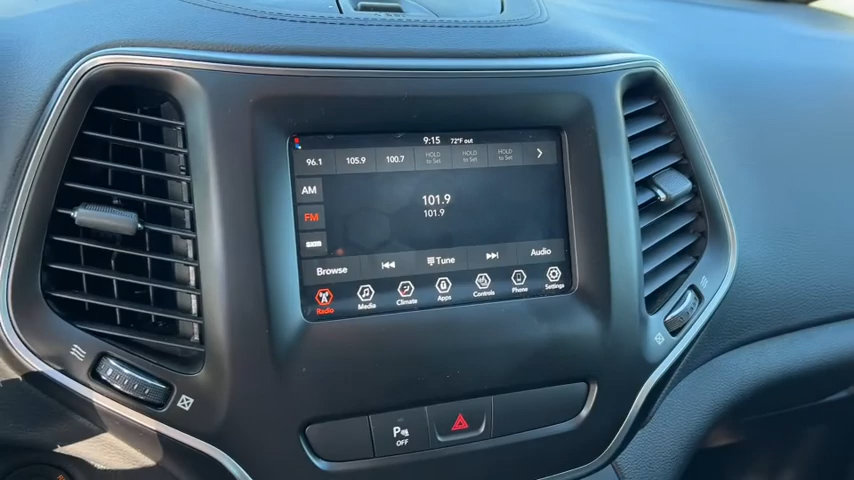 9:15 72°F out
96.1 105.9 100.7 HOLD to Set HOLD to Set HOLD to Set
AM
FM
SXM
101.9
101.9
Browse Tune Audio
Radio Media Climate Apps Controls Phone Settings
P OFF